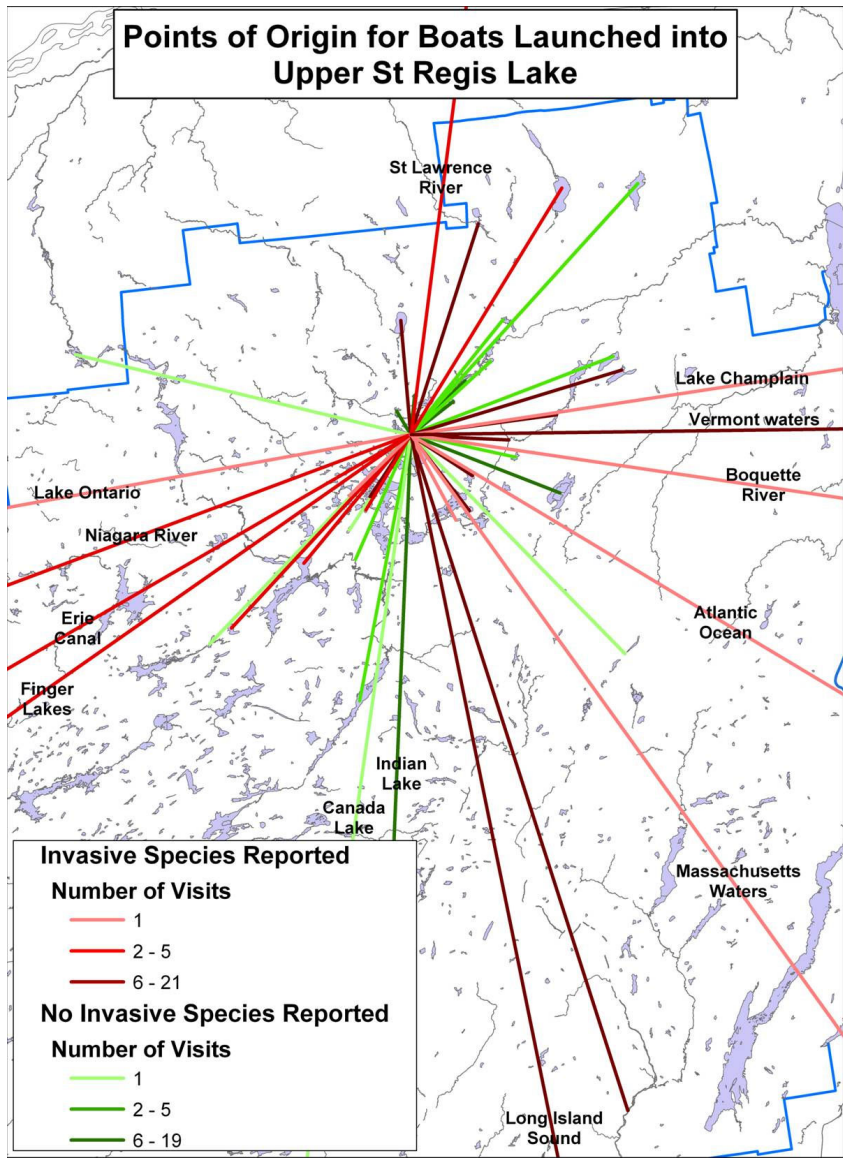 Points of Origin for Boats Launched into
Upper St Regis Lake
St Lawrence
River
Lake Champlain
Vermont waters
Boquette
River
Lake Ontario
Niagara River
Erie
Canal
Atlantic
Ocean
Finger
Lakes
Indian
Lake
Canada
Lake
Massachusetts
Waters
Long Island
Sound
Invasive Species Reported
Number of Visits
1
2 - 5
6 - 21
No Invasive Species Reported
Number of Visits
1
2 - 5
6 - 19